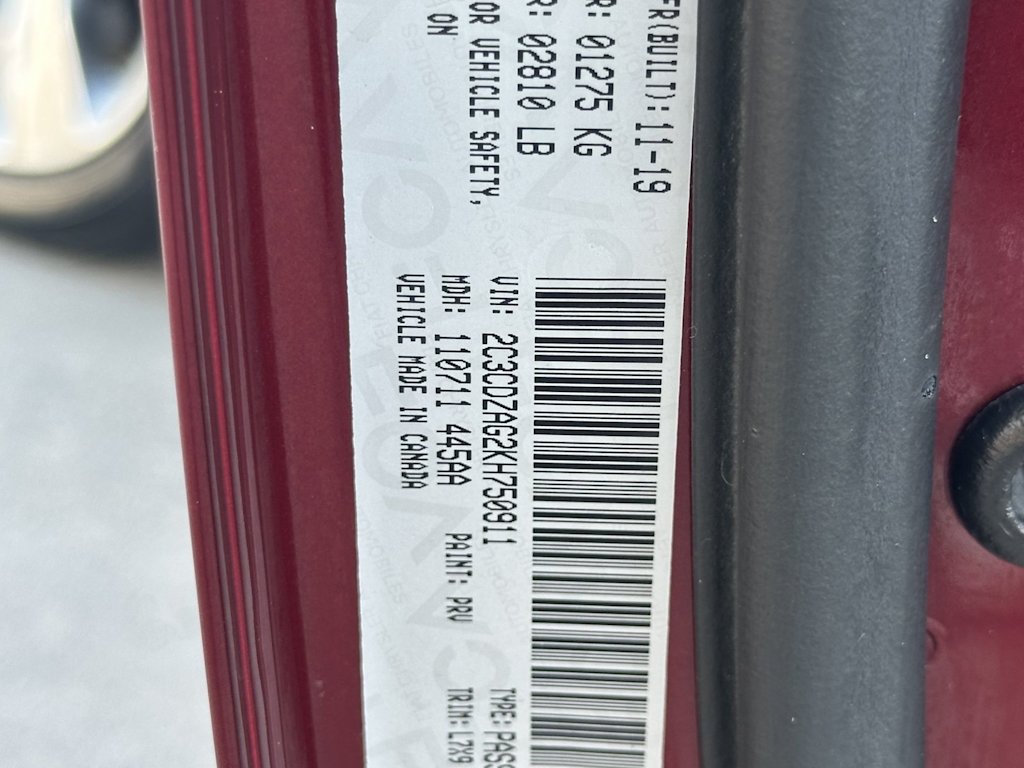 FR(BUILT): 11-19
R: 01275 KG
R: 02810 LB
OR VEHICLE SAFETY,
ON
VIN: 2C3CDZAG2KH750911 TYPE: PASS
MDH: 110711 445AA PAINT: PRV TRIM: L7X9
VEHICLE MADE IN CANADA